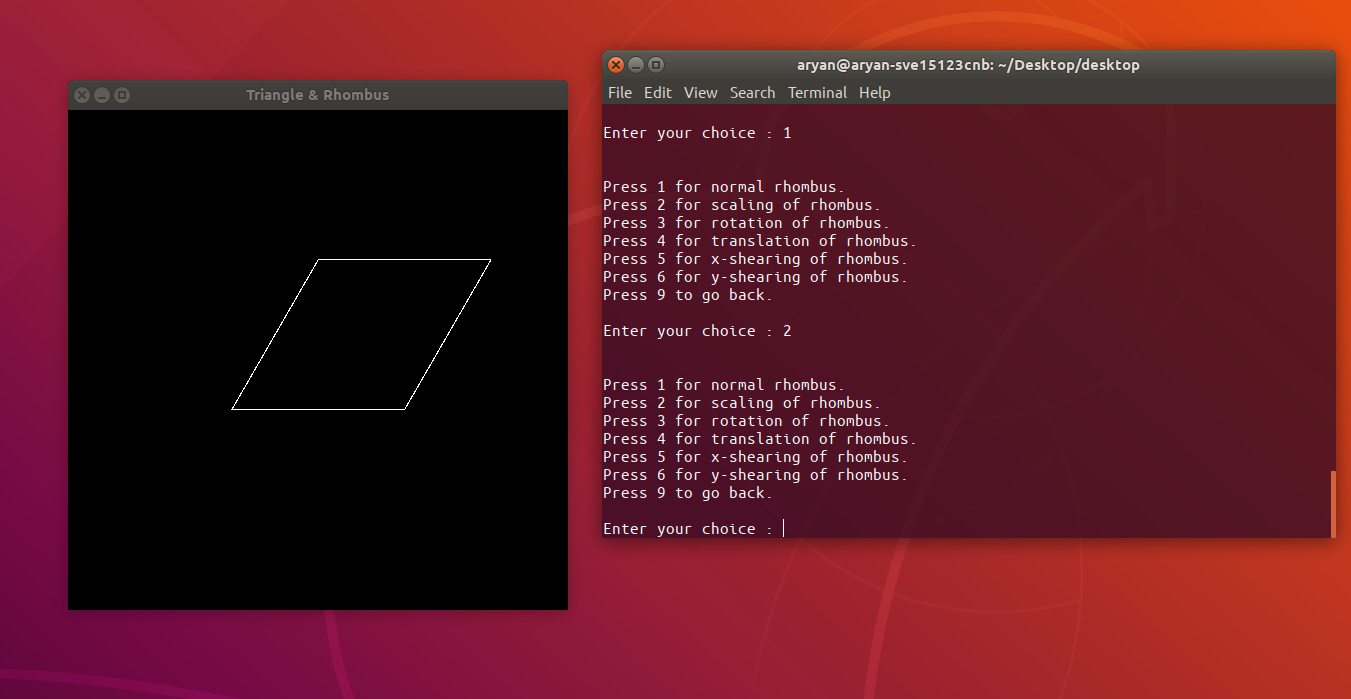 Triangle & Rhombus
aryan@aryan-sve15123cnb: ~/Desktop/desktop
File Edit View Search Terminal Help
Enter your choice : 1
Press 1 for normal rhombus.
Press 2 for scaling of rhombus.
Press 3 for rotation of rhombus.
Press 4 for translation of rhombus.
Press 5 for x-shearing of rhombus.
Press 6 for y-shearing of rhombus.
Press 9 to go back.
Enter your choice : 2
Press 1 for normal rhombus.
Press 2 for scaling of rhombus.
Press 3 for rotation of rhombus.
Press 4 for translation of rhombus.
Press 5 for x-shearing of rhombus.
Press 6 for y-shearing of rhombus.
Press 9 to go back.
Enter your choice :